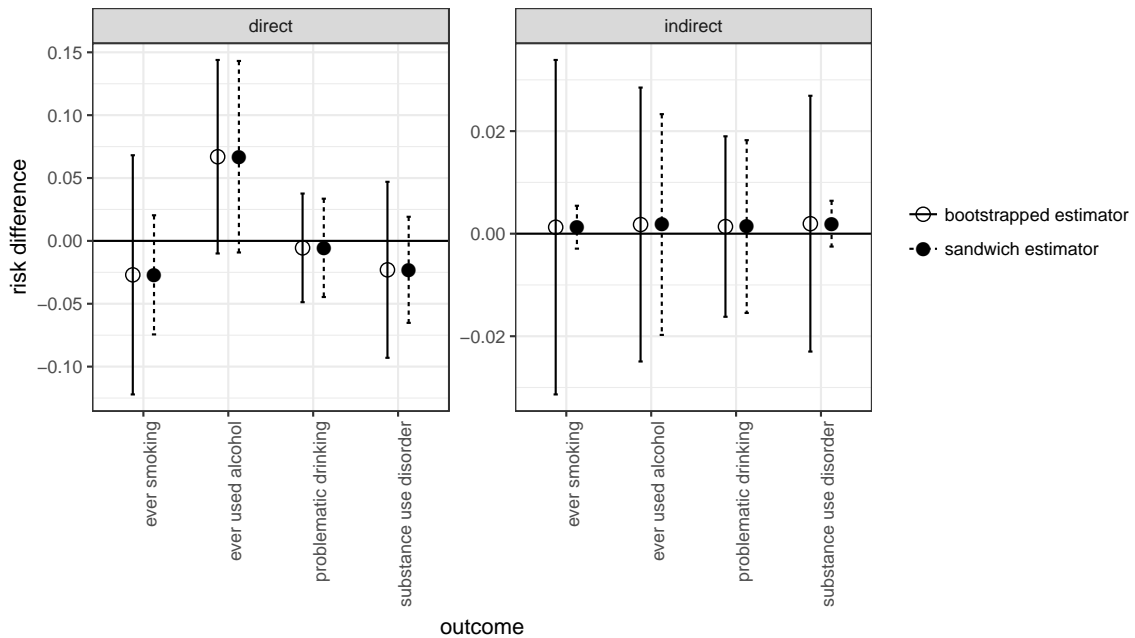 direct
indirect
risk difference
0.15
0.10
0.05
0.00
−0.05
−0.10
0.02
0.00
−0.02
ever smoking
ever used alcohol
problematic drinking
substance use disorder
ever smoking
ever used alcohol
problematic drinking
substance use disorder
outcome
bootstrapped estimator
sandwich estimator